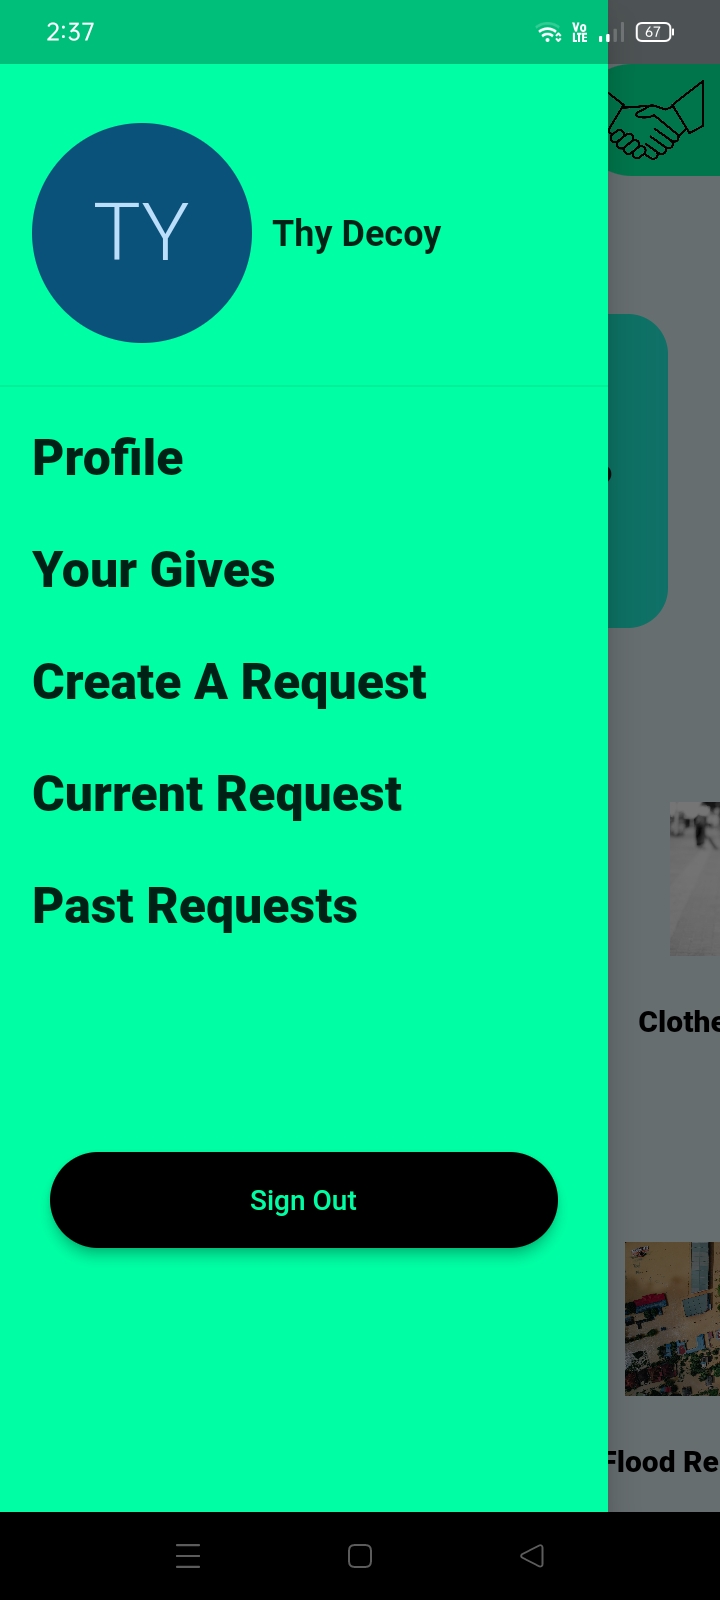 2:37
Vo
LTE
67
TY
Thy Decoy
Profile
Your Gives
Create A Request
Current Request
Past Requests
Clothe
Sign Out
Flood Re